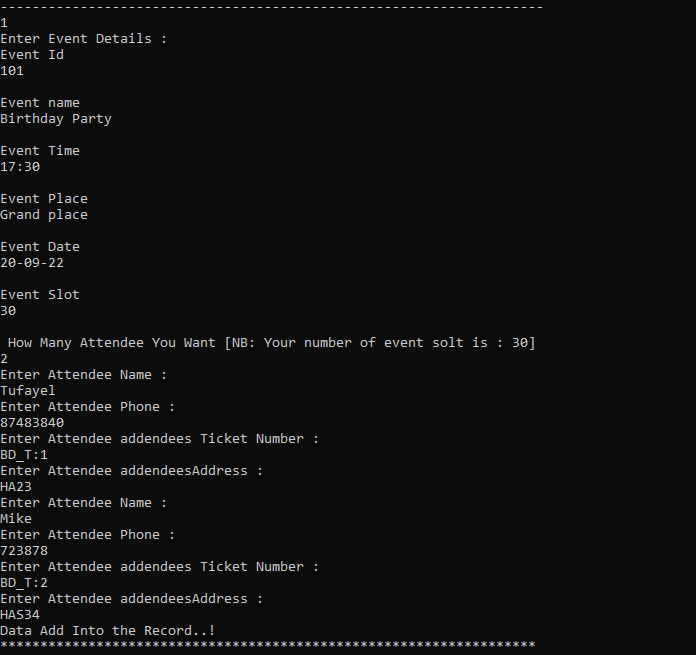 --------------------------------------------------------------------
1
Enter Event Details :
Event Id
101
Event name
Birthday Party
Event Time
17:30
Event Place
Grand place
Event Date
20-09-22
Event Slot
30
How Many Attendee You Want [NB: Your number of event solt is : 30]
2
Enter Attendee Name :
Tufayel
Enter Attendee Phone :
87483840
Enter Attendee addendees Ticket Number :
BD_T:1
Enter Attendee addendeesAddress :
HA23
Enter Attendee Name :
Mike
Enter Attendee Phone :
723878
Enter Attendee addendees Ticket Number :
BD_T:2
Enter Attendee addendeesAddress :
HAS34
Data Add Into the Record..!
*******************************************************************